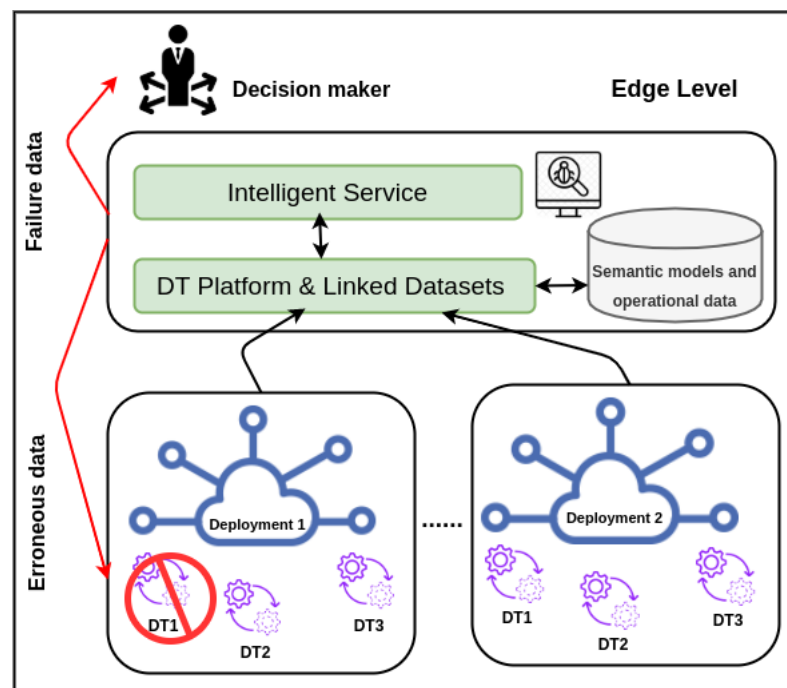 Decision maker
Edge Level
Failure data
Intelligent Service
DT Platform & Linked Datasets
Semantic models and
operational data
Erroneous data
Deployment 1
DT1
DT2
DT3
......
Deployment 2
DT1
DT2
DT3